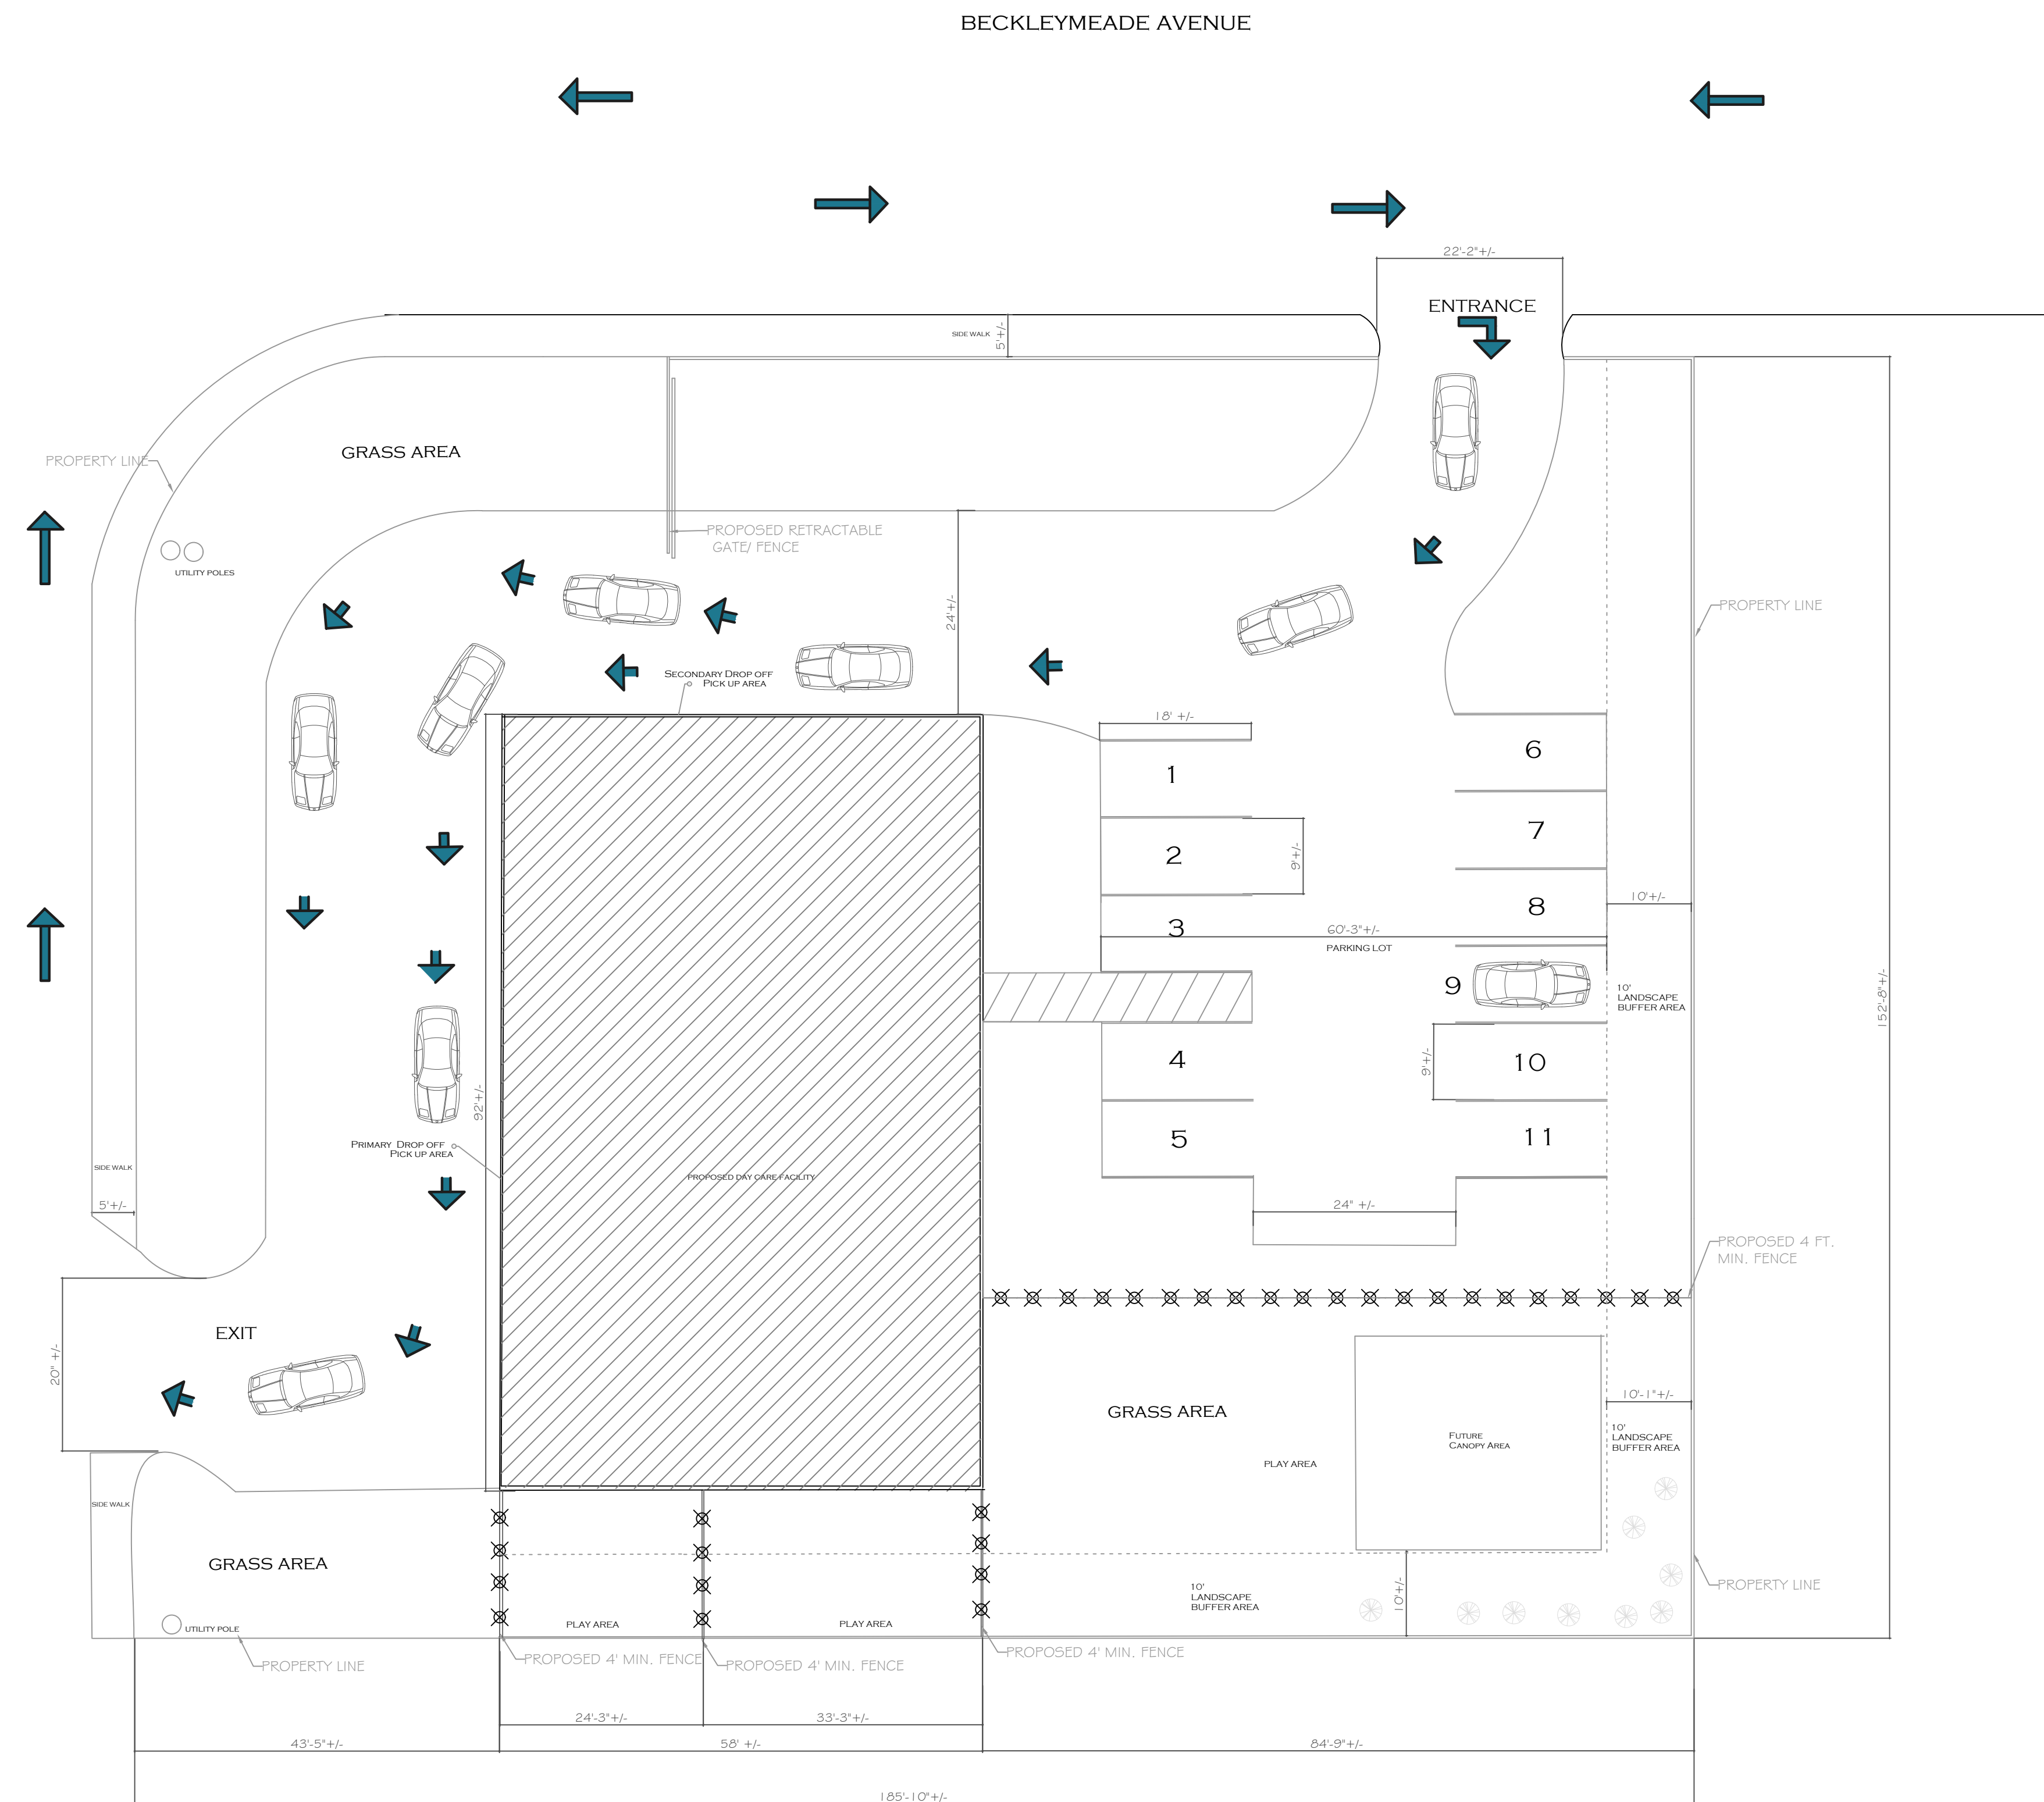 BECKLEYMEADE AVENUE
22'-2"+/-
ENTRANCE
SIDE WALK
5'+/-
GRASS AREA
PROPERTY LINE
PROPOSED RETRACTABLE
GATE/ FENCE
UTILITY POLES
24'+/-
PROPERTY LINE
SECONDARY DROP OFF
PICK UP AREA
18' +/-
1
6
2
7
9'+/-
3
8
10'+/-
60'-3"+/-
PARKING LOT
9
10'
LANDSCAPE
BUFFER AREA
152'-8"+/-
4
10
9'+/-
92'+/-
5
11
PRIMARY DROP OFF
PICK UP AREA
SIDE WALK
PROPOSED DAY CARE FACILITY
5'+/-
24" +/-
PROPOSED 4 FT.
MIN. FENCE
EXIT
20" +/-
10'-1"+/-
GRASS AREA
FUTURE
CANOPY AREA
10'
LANDSCAPE
BUFFER AREA
PLAY AREA
SIDE WALK
GRASS AREA
10'
LANDSCAPE
BUFFER AREA
10'+/-
PROPERTY LINE
UTILITY POLE
PLAY AREA
PLAY AREA
PROPERTY LINE
PROPOSED 4' MIN. FENCE
PROPOSED 4' MIN. FENCE
PROPOSED 4' MIN. FENCE
24'-3"+/-
33'-3"+/-
43'-5"+/-
58' +/-
84'-9"+/-
185'-10"+/-